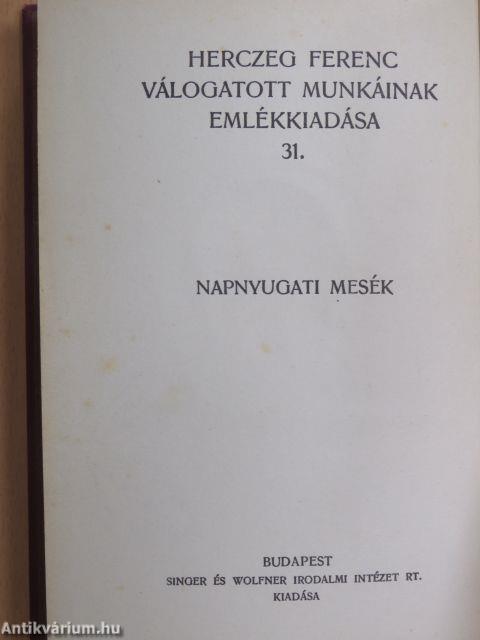 HERCZEG FERENC
VÁLOGATOTT MUNKÁINAK
EMLÉKKIADÁSA
31.
NAPNYUGATI MESÉK
BUDAPEST
SINGER ÉS WOLFNER IRODALMI INTÉZET RT.
KIADÁSA
Antikvárium.hu